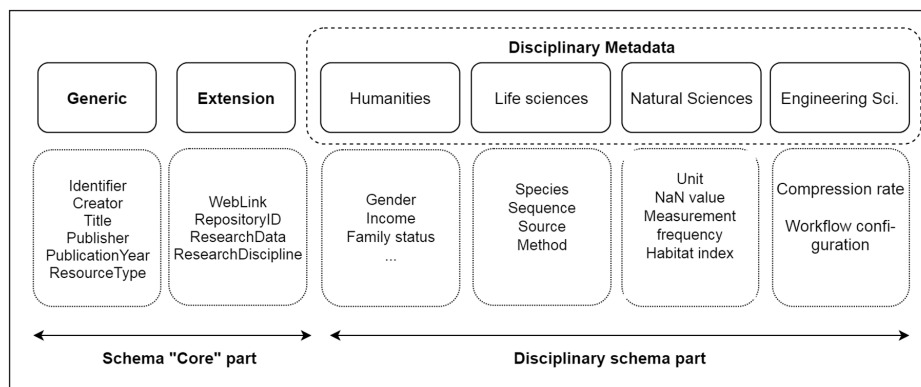 Disciplinary Metadata
Generic
Extension
Humanities
Life sciences
Natural Sciences
Engineering Sci.
Identifier
Creator
Title
Publisher
PublicationYear
ResourceType
WebLink
RepositoryID
ResearchData
ResearchDiscipline
Gender
Income
Family status
...
Species
Sequence
Source
Method
Unit
NaN value
Measurement
frequency
Habitat index
Compression rate
Workflow confi-
guration
Schema "Core" part
Disciplinary schema part